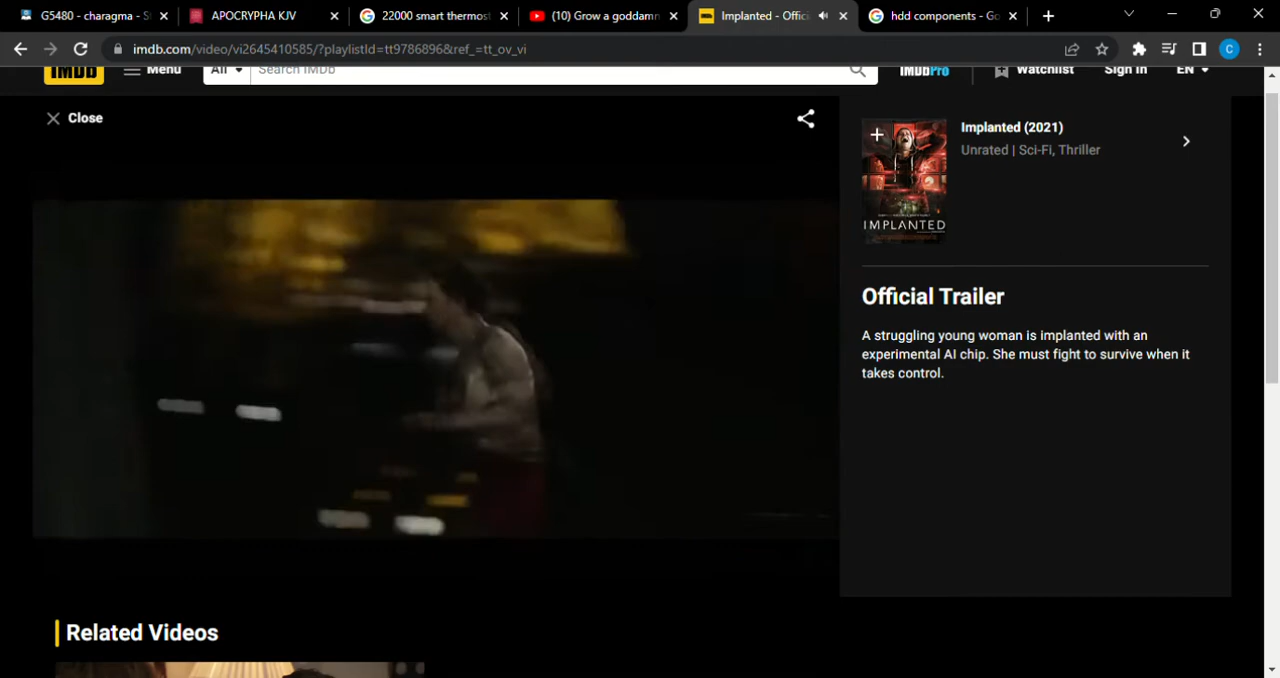 G5480 - charagma - St
APOCRYPHA KJV
22000 smart thermost
(10) Grow a goddamn
Implanted - Offici
hdd components - Go
imdb.com/video/vi2645410585/?playlistId=tt9786896&ref_=tt_ov_vi
C
IMDb
Menu
All
Search IMDb
IMDbPro
Watchlist
Sign In
EN
Close
Implanted (2021)
Unrated | Sci-Fi, Thriller
IMPLANTED
Official Trailer
A struggling young woman is implanted with an
experimental AI chip. She must fight to survive when it
takes control.
Related Videos